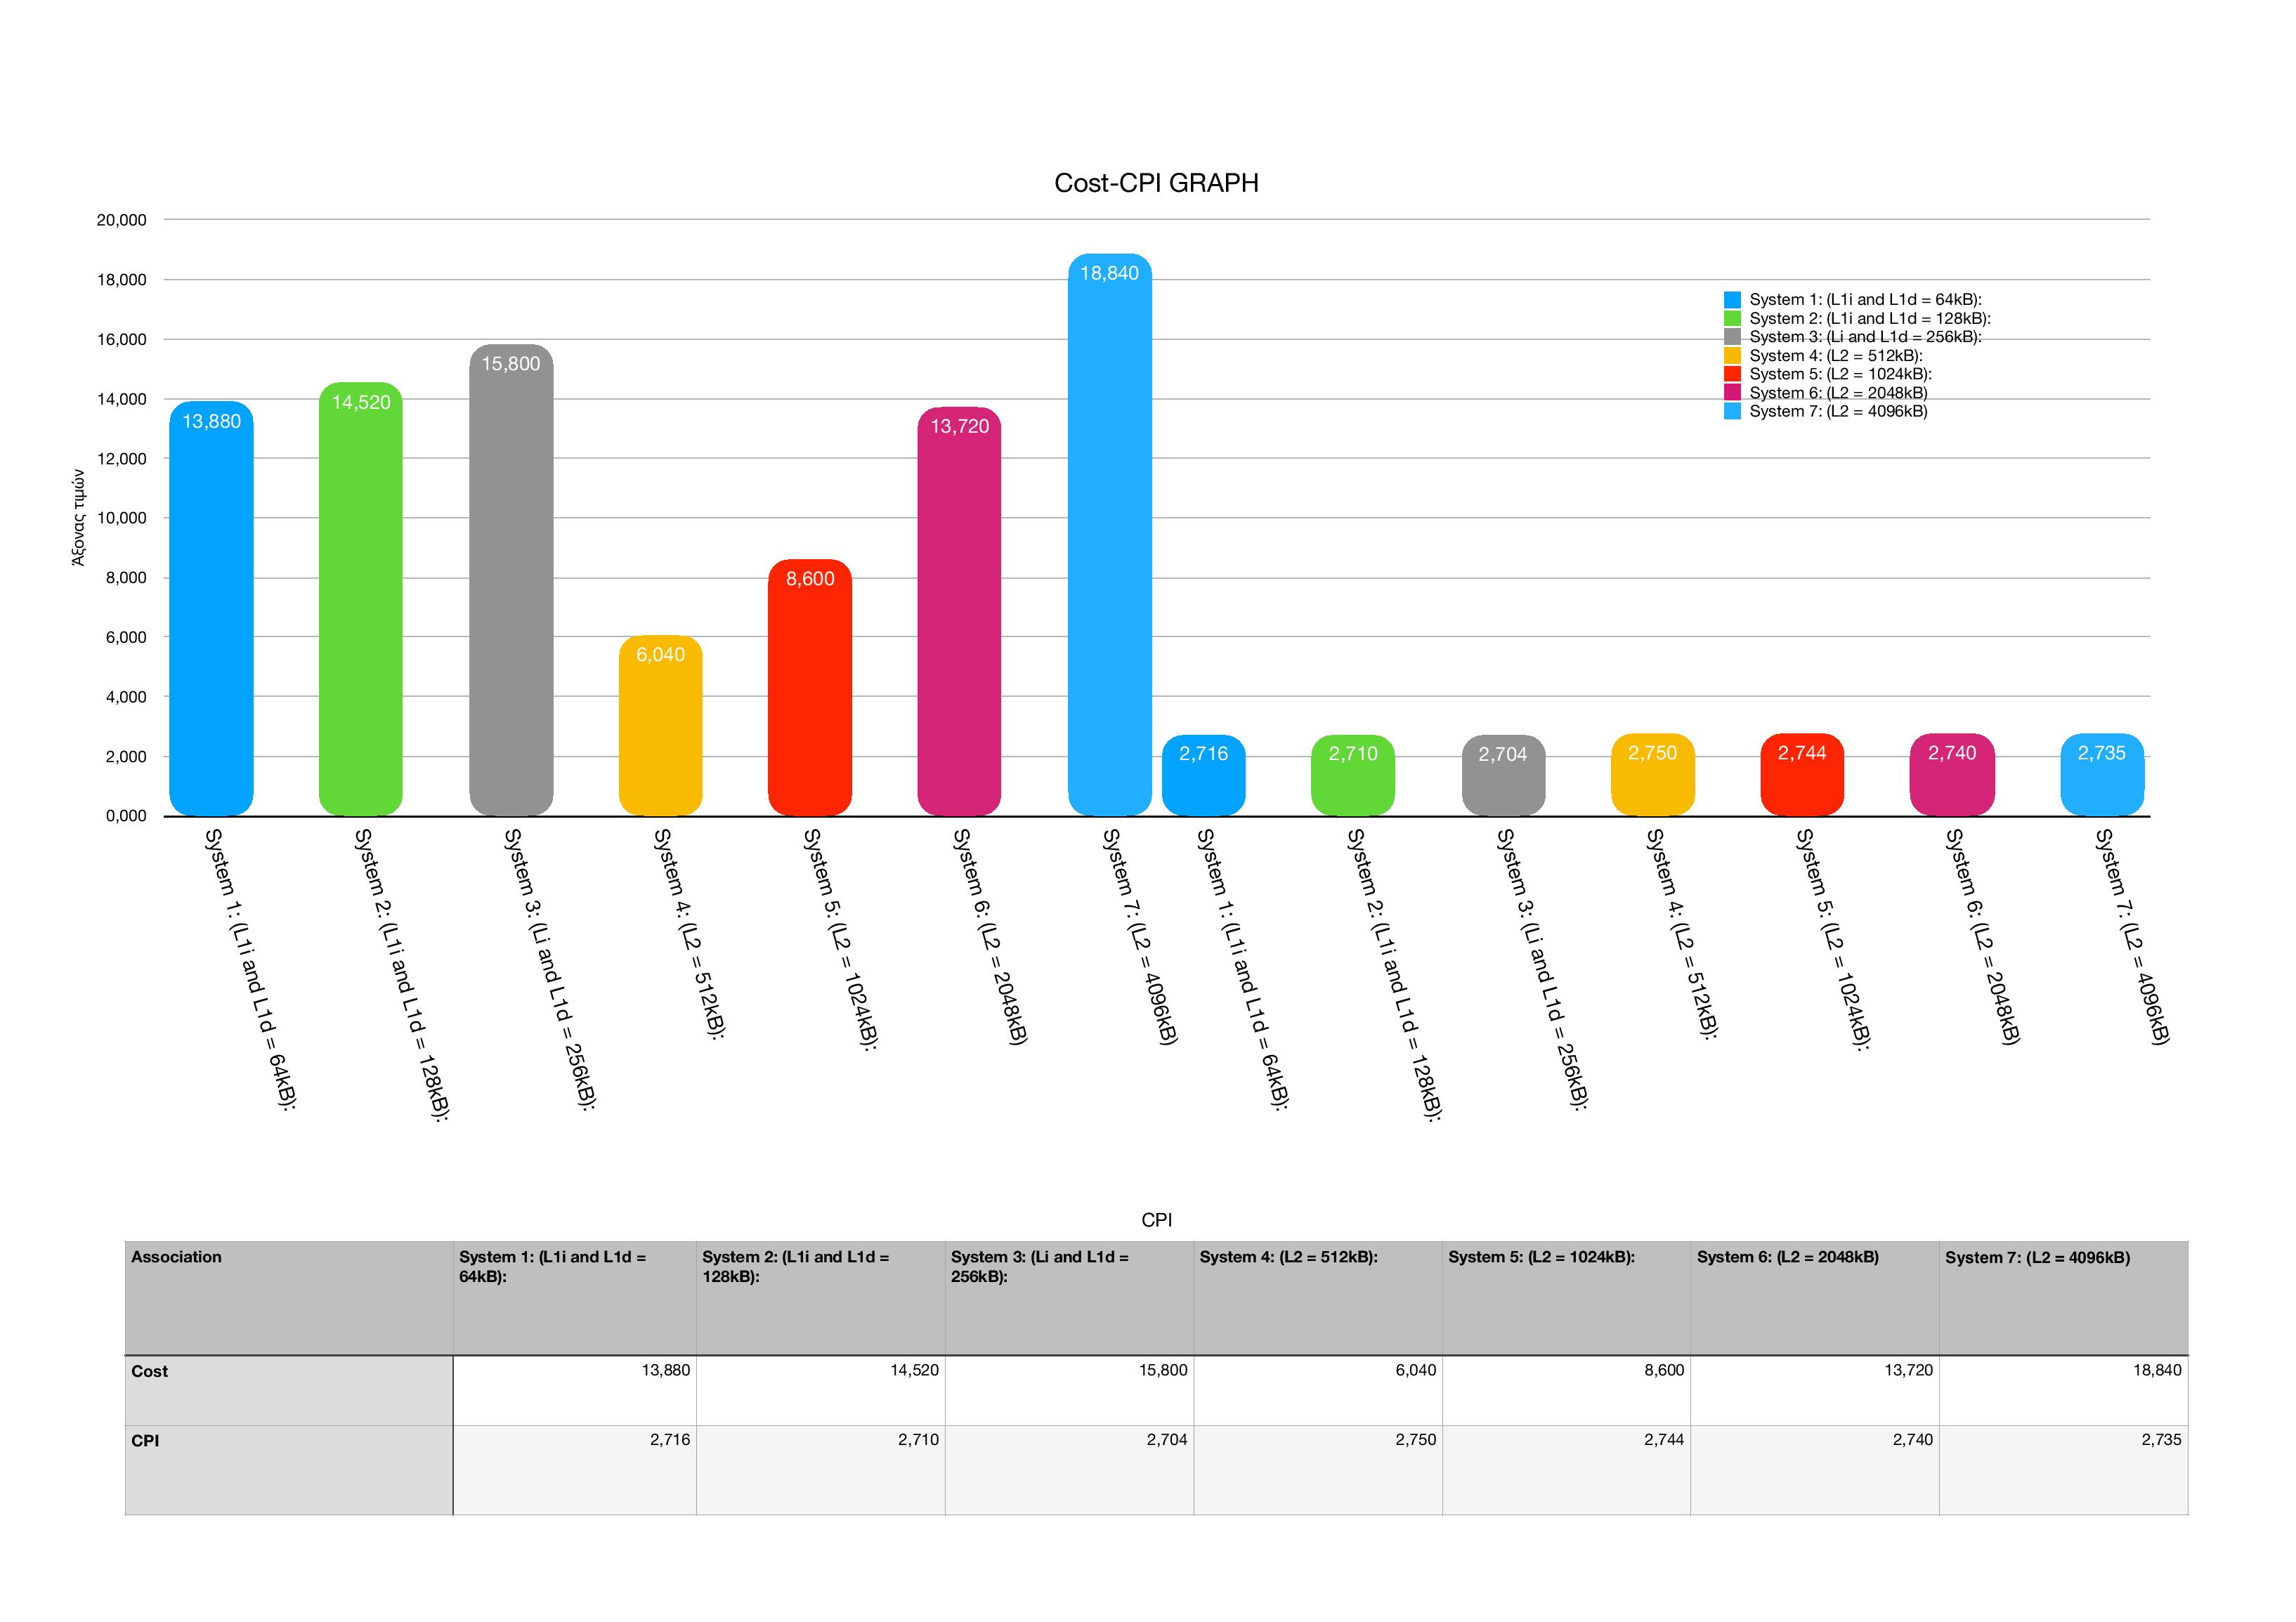 Cost-CPI GRAPH
Άξονας τιμών
20,000
18,000
16,000
14,000
12,000
10,000
8,000
6,000
4,000
2,000
0,000
13,880
14,520
15,800
6,040
8,600
13,720
18,840
2,716
2,710
2,704
2,750
2,744
2,740
2,735
System 1: (L1i and L1d = 64kB):
System 2: (L1i and L1d = 128kB):
System 3: (Li and L1d = 256kB):
System 4: (L2 = 512kB):
System 5: (L2 = 1024kB):
System 6: (L2 = 2048kB)
System 7: (L2 = 4096kB)
System 1: (L1i and L1d = 64kB):
System 2: (L1i and L1d = 128kB):
System 3: (Li and L1d = 256kB):
System 4: (L2 = 512kB):
System 5: (L2 = 1024kB):
System 6: (L2 = 2048kB)
System 7: (L2 = 4096kB)
System 1: (L1i and L1d = 64kB):
System 2: (L1i and L1d = 128kB):
System 3: (Li and L1d = 256kB):
System 4: (L2 = 512kB):
System 5: (L2 = 1024kB):
System 6: (L2 = 2048kB)
System 7: (L2 = 4096kB)
CPI
Association
System 1: (L1i and L1d =
64kB):
System 2: (L1i and L1d =
128kB):
System 3: (Li and L1d =
256kB):
System 4: (L2 = 512kB):
System 5: (L2 = 1024kB):
System 6: (L2 = 2048kB)
System 7: (L2 = 4096kB)
Cost 13,880 14,520 15,800 6,040 8,600 13,720 18,840
CPI 2,716 2,710 2,704 2,750 2,744 2,740 2,735